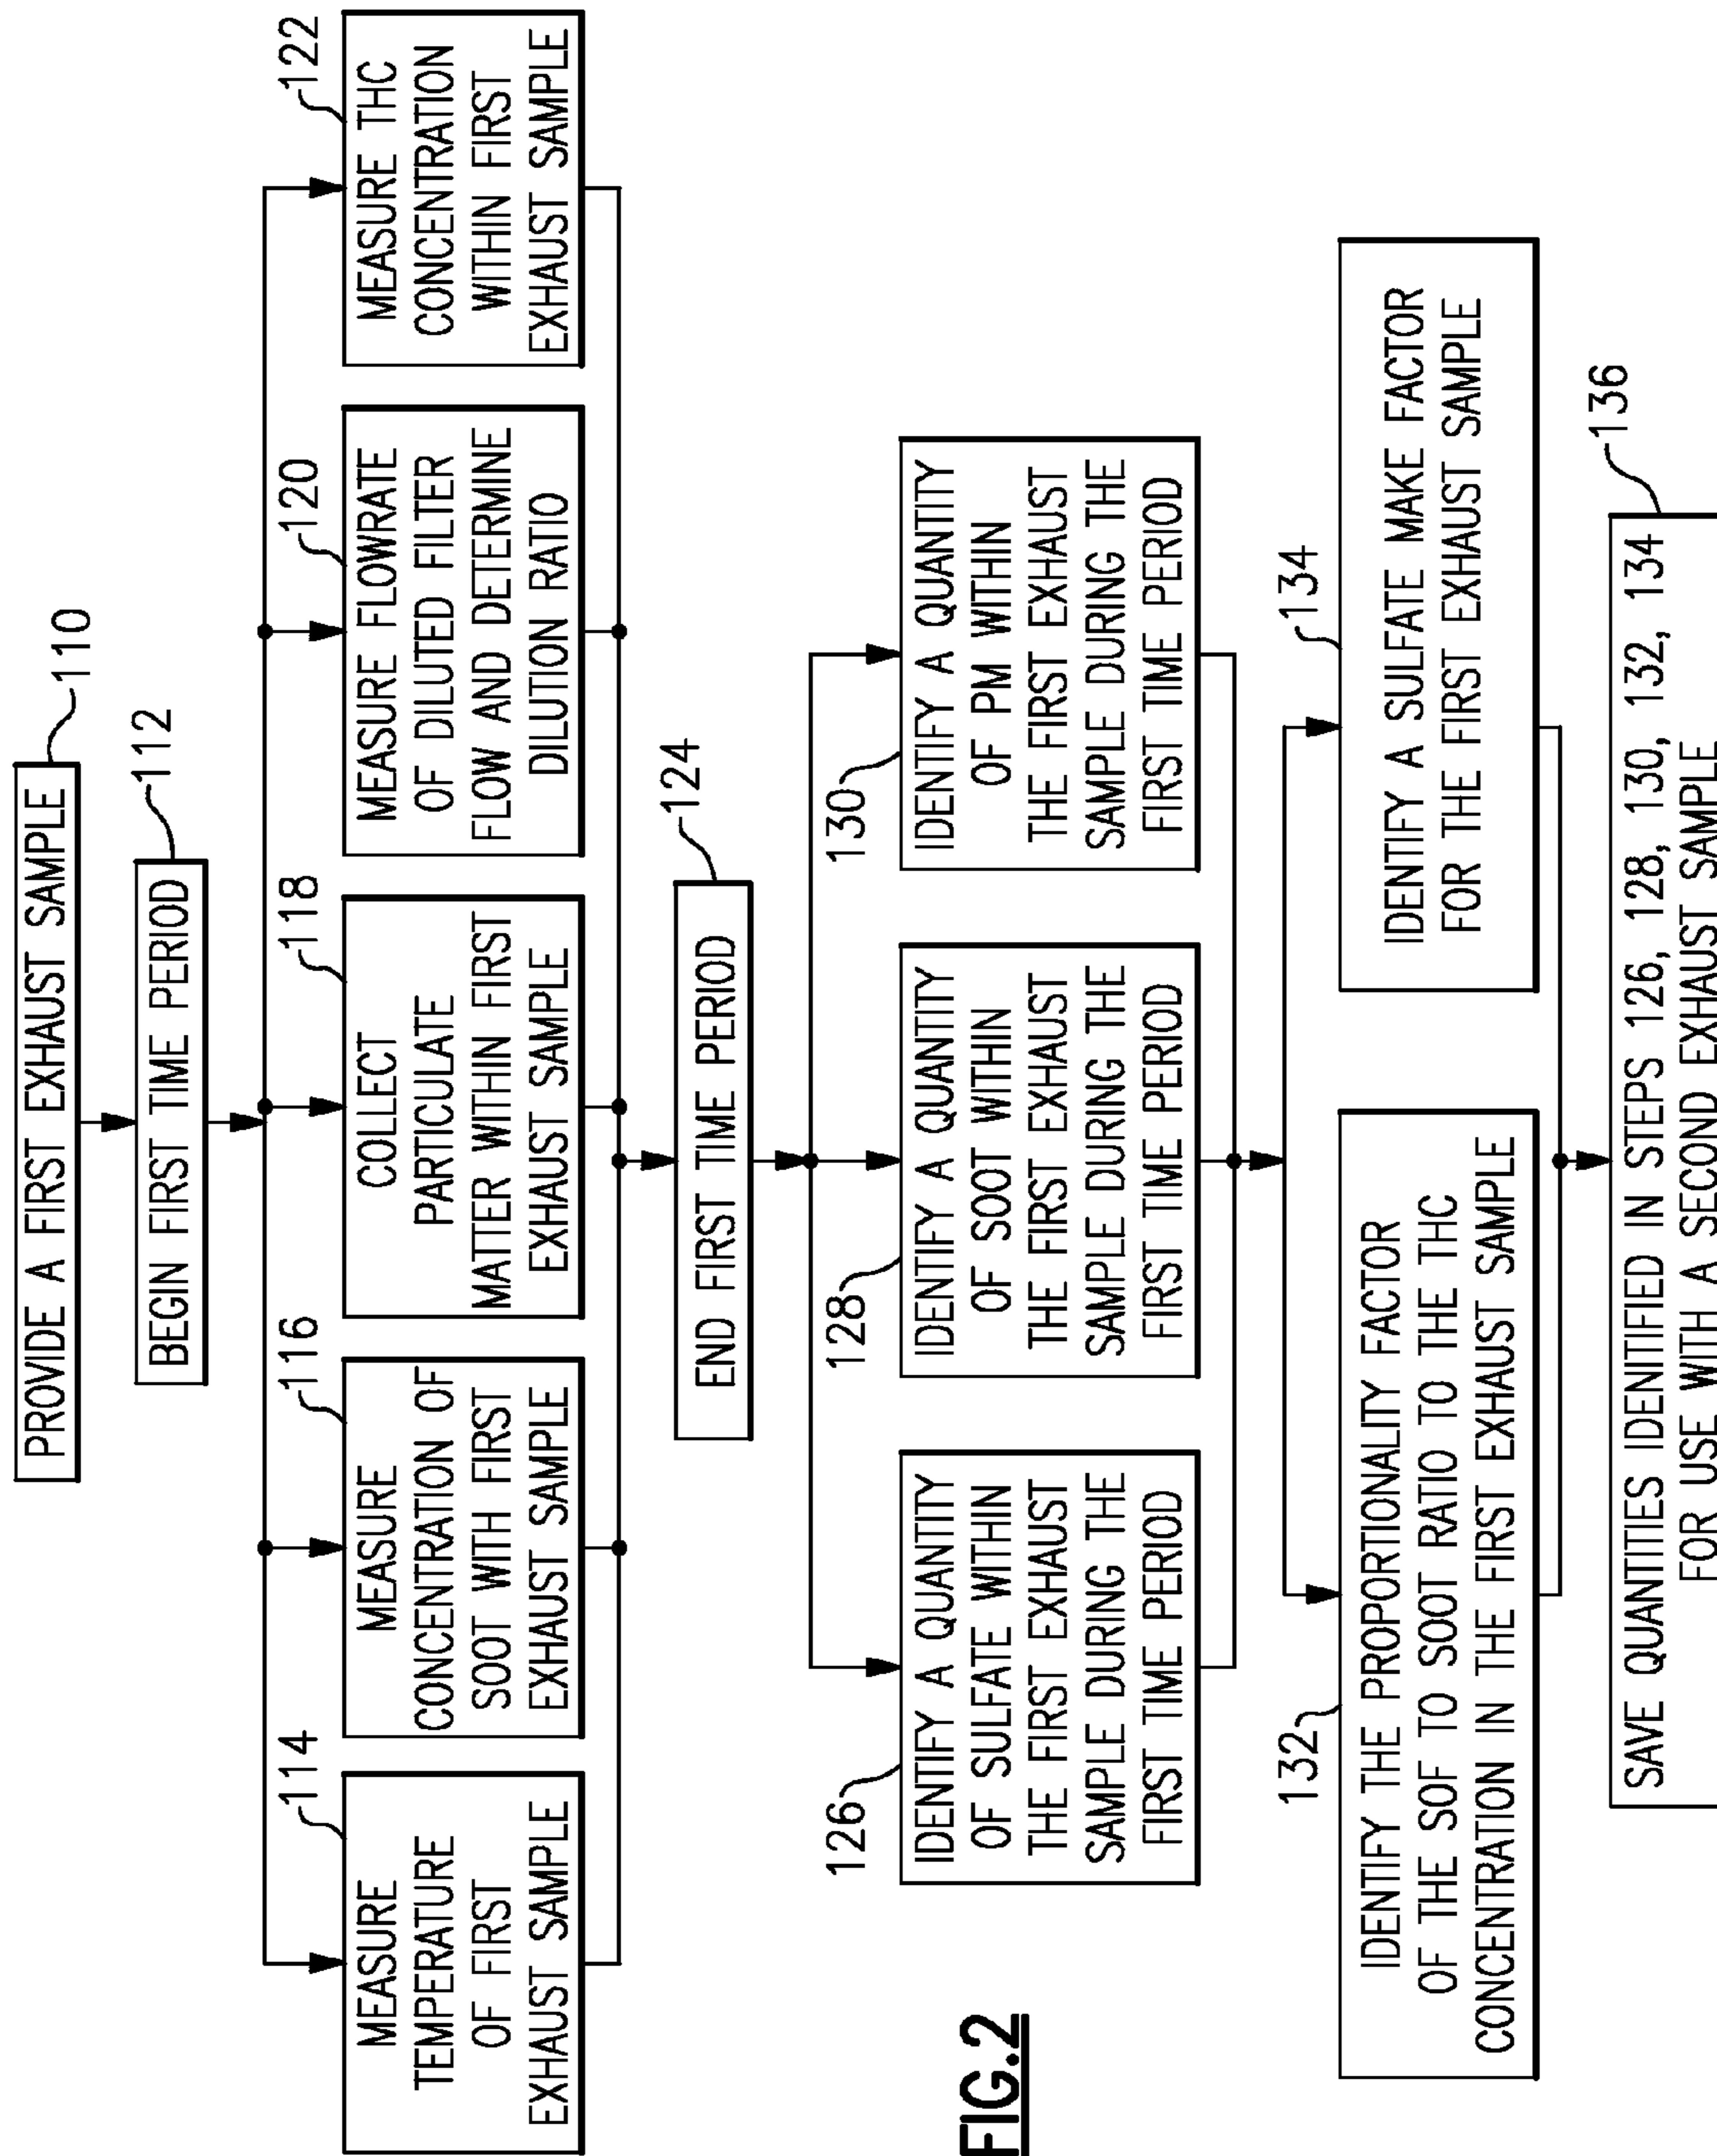 PROVIDE A FIRST EXHAUST SAMPLE
110
BEGIN FIRST TIME PERIOD
112
114
MEASURE
TEMPERATURE
OF FIRST
EXHAUST SAMPLE
116
MEASURE
CONCENTRATION OF
SOOT WITH FIRST
EXHAUST SAMPLE
118
COLLECT
PARTICULATE
MATTER WITHIN FIRST
EXHAUST SAMPLE
120
MEASURE FLOWRATE
OF DILUTED FILTER
FLOW AND DETERMINE
DILUTION RATIO
122
MEASURE THC
CONCENTRATION
WITHIN FIRST
EXHAUST SAMPLE
END FIRST TIME PERIOD
124
126
IDENTIFY A QUANTITY
OF SULFATE WITHIN
THE FIRST EXHAUST
SAMPLE DURING THE
FIRST TIME PERIOD
128
IDENTIFY A QUANTITY
OF SOOT WITHIN
THE FIRST EXHAUST
SAMPLE DURING THE
FIRST TIME PERIOD
130
IDENTIFY A QUANTITY
OF PM WITHIN
THE FIRST EXHAUST
SAMPLE DURING THE
FIRST TIME PERIOD
FIG.2
132
IDENTIFY THE PROPORTIONALITY FACTOR
OF THE SOF TO SOOT RATIO TO THE THC
CONCENTRATION IN THE FIRST EXHAUST SAMPLE
134
IDENTIFY A SULFATE MAKE FACTOR
FOR THE FIRST EXHAUST SAMPLE
136
SAVE QUANTITIES IDENITIFIED IN STEPS 126, 128, 130, 132, 134
FOR USE WITH A SECOND EXHAUST SAMPLE